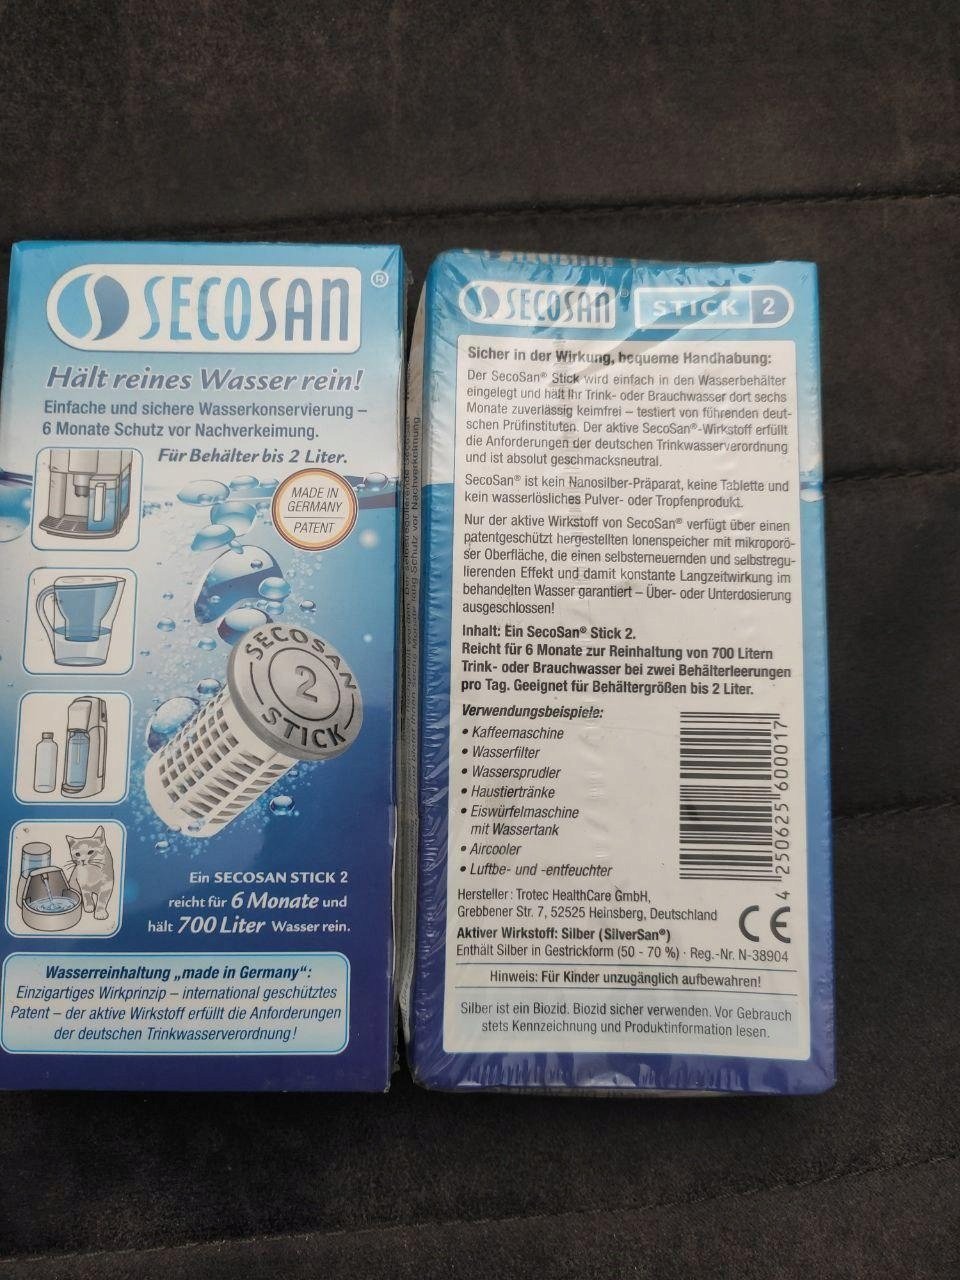 SECOSAN®
Hält reines Wasser rein!
Einfache und sichere Wasserkonservierung –
6 Monate Schutz vor Nachverkeimung.
Für Behälter bis 2 Liter.
MADE IN
GERMANY
PATENT
SECOSAN
2
STICK
Ein SECOSAN STICK 2
reicht für 6 Monate und
hält 700 Liter Wasser rein.
Wasserreinhaltung „made in Germany“:
Einzigartiges Wirkprinzip – international geschütztes
Patent – der aktive Wirkstoff erfüllt die Anforderungen
der deutschen Trinkwasserverordnung!
SECOSAN® STICK 2
Sicher in der Wirkung, bequeme Handhabung:
Der SecoSan® Stick wird einfach in den Wasserbehälter
eingelegt und hält Ihr Trink- oder Brauchwasser dort sechs
Monate zuverlässig keimfrei – testiert von führenden deut-
schen Prüfinstituten. Der aktive SecoSan®-Wirkstoff erfüllt
die Anforderungen der deutschen Trinkwasserverordnung
und ist absolut geschmacksneutral.
SecoSan® ist kein Nanosilber-Präparat, keine Tablette und
kein wasserlösliches Pulver- oder Tropfenprodukt.
Nur der aktive Wirkstoff von SecoSan® verfügt über einen
patentgeschützt hergestellten Ionenspeicher mit mikroporö-
ser Oberfläche, die einen selbsterneuernden und selbstregu-
lierenden Effekt und damit konstante Langzeitwirkung im
behandelten Wasser garantiert – Über- oder Unterdosierung
ausgeschlossen!
Inhalt: Ein SecoSan® Stick 2.
Reicht für 6 Monate zur Reinhaltung von 700 Litern
Trink- oder Brauchwasser bei zwei Behälterleerungen
pro Tag. Geeignet für Behältergrößen bis 2 Liter.
Verwendungsbeispiele:
• Kaffeemaschine
• Wasserfilter
• Wassersprudler
• Haustiertränke
• Eiswürfelmaschine
mit Wassertank
• Aircooler
• Luftbe- und -entfeuchter
4 250625 600017
Hersteller: Trotec HealthCare GmbH,
Grebbener Str. 7, 52525 Heinsberg, Deutschland
CE
Aktiver Wirkstoff: Silber (SilverSan®)
Enthält Silber in Gestrickform (50 - 70 %) · Reg.-Nr. N-38904
Hinweis: Für Kinder unzugänglich aufbewahren!
Silber ist ein Biozid. Biozid sicher verwenden. Vor Gebrauch
stets Kennzeichnung und Produktinformation lesen.